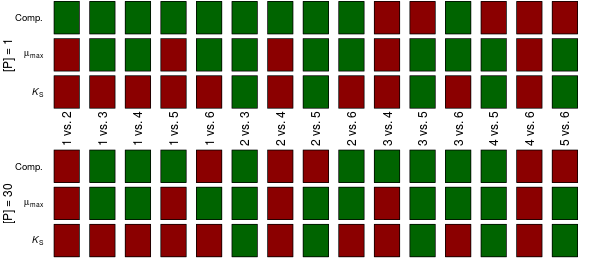 [P] = 1
Comp.
μmax
KS
1 vs. 2
1 vs. 3
1 vs. 4
1 vs. 5
1 vs. 6
2 vs. 3
2 vs. 4
2 vs. 5
2 vs. 6
3 vs. 4
3 vs. 5
3 vs. 6
4 vs. 5
4 vs. 6
5 vs. 6
[P] = 30
Comp.
μmax
KS